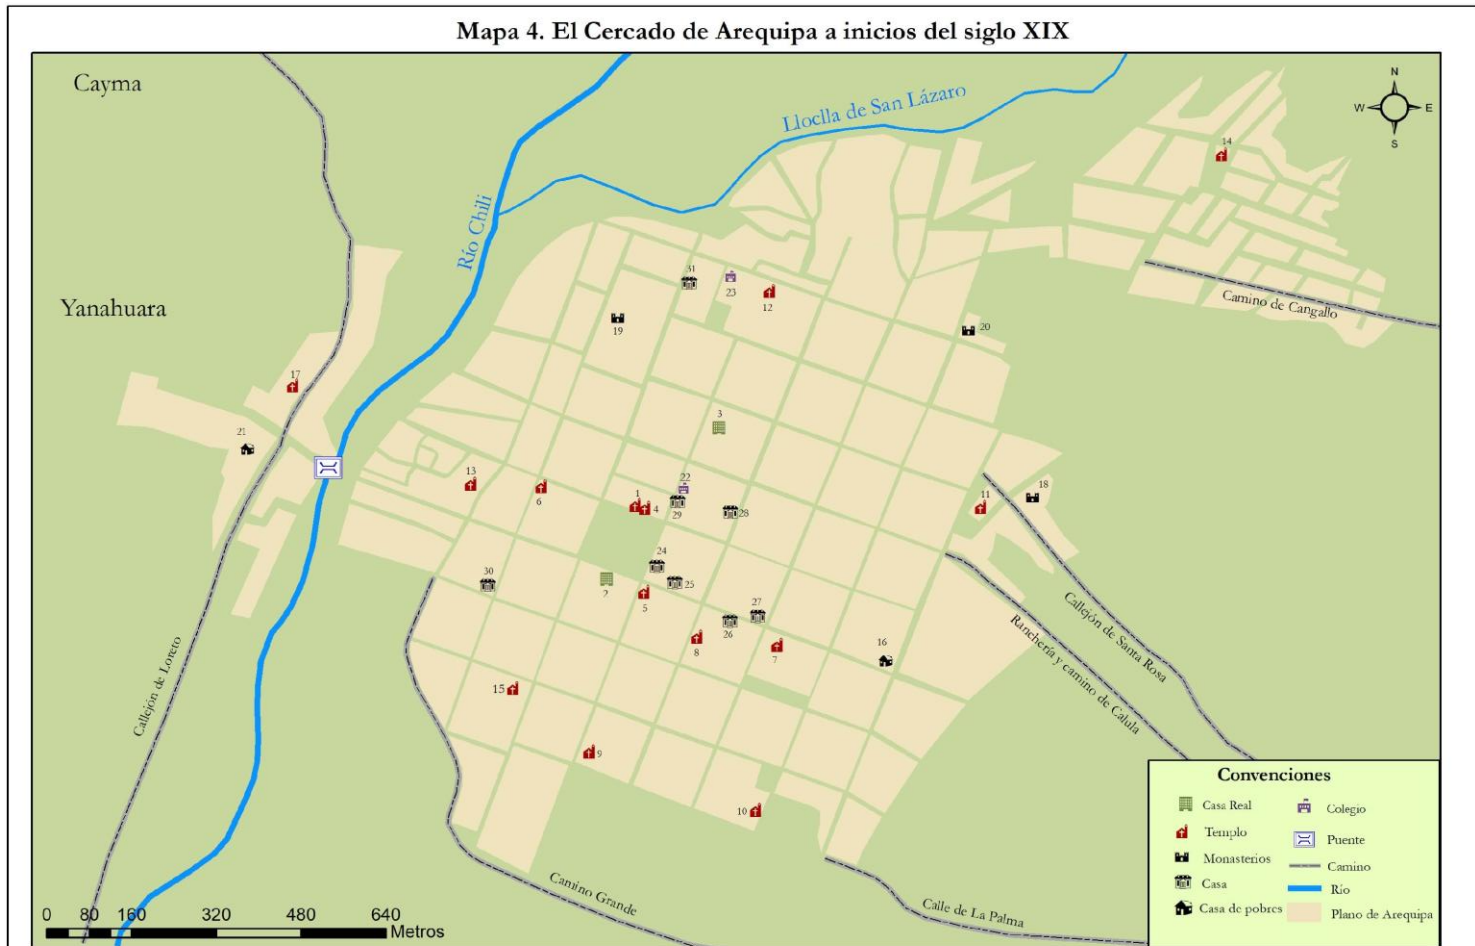 Mapa 4. El Cercado de Arequipa a inicios del siglo XIX
Cayma
Lloclla de San Lázaro
N
W
E
S
14
Río Chili
31
23
12
Camino de Cangallo
Yanahuara
19
20
17
3
21
13
6
1
4
22
29
28
11
18
24
25
30
2
5
27
26
8
7
16
Callejón de Santa Rosa
Ranchería y camino de Calula
Callejón de Loreto
15
9
10
Camino Grande
Calle de La Palma
0 80 160 320 480 640
Metros
Convenciones
Casa Real
Colegio
Templo
Puente
Monasterios
Camino
Casa
Río
Casa de pobres
Plano de Arequipa